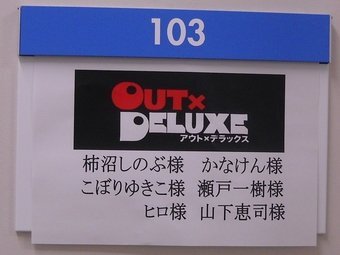 103
OUT×
DELUXE
アウト×デラックス
柿沼しのぶ様 かなけん様
こぼりゆきこ様 瀬戸一樹様
ヒロ様 山下恵司様